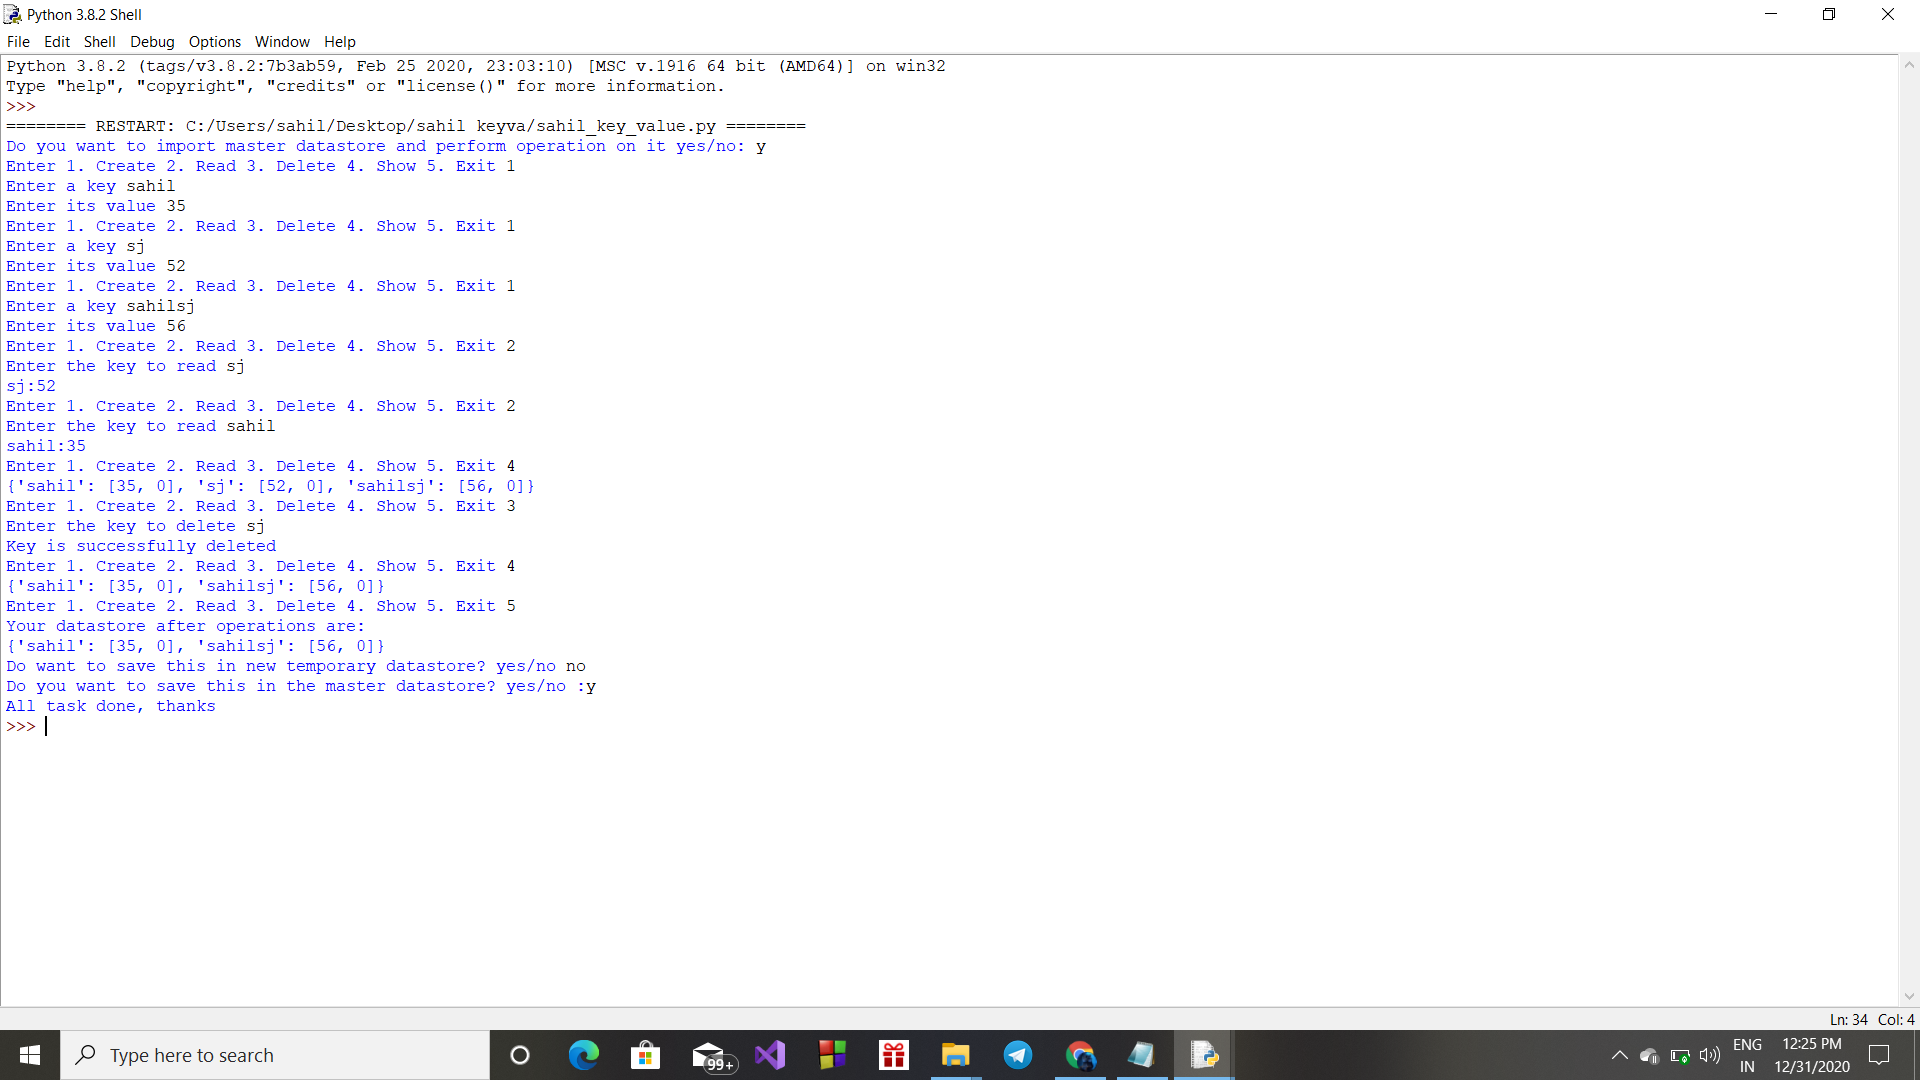 Python 3.8.2 Shell
File Edit Shell Debug Options Window Help
Python 3.8.2 (tags/v3.8.2:7b3ab59, Feb 25 2020, 23:03:10) [MSC v.1916 64 bit (AMD64)] on win32
Type "help", "copyright", "credits" or "license()" for more information.
>>>
======== RESTART: C:/Users/sahil/Desktop/sahil keyva/sahil_key_value.py ========
Do you want to import master datastore and perform operation on it yes/no: y
Enter 1. Create 2. Read 3. Delete 4. Show 5. Exit 1
Enter a key sahil
Enter its value 35
Enter 1. Create 2. Read 3. Delete 4. Show 5. Exit 1
Enter a key sj
Enter its value 52
Enter 1. Create 2. Read 3. Delete 4. Show 5. Exit 1
Enter a key sahilsj
Enter its value 56
Enter 1. Create 2. Read 3. Delete 4. Show 5. Exit 2
Enter the key to read sj
sj:52
Enter 1. Create 2. Read 3. Delete 4. Show 5. Exit 2
Enter the key to read sahil
sahil:35
Enter 1. Create 2. Read 3. Delete 4. Show 5. Exit 4
{'sahil': [35, 0], 'sj': [52, 0], 'sahilsj': [56, 0]}
Enter 1. Create 2. Read 3. Delete 4. Show 5. Exit 3
Enter the key to delete sj
Key is successfully deleted
Enter 1. Create 2. Read 3. Delete 4. Show 5. Exit 4
{'sahil': [35, 0], 'sahilsj': [56, 0]}
Enter 1. Create 2. Read 3. Delete 4. Show 5. Exit 5
Your datastore after operations are:
{'sahil': [35, 0], 'sahilsj': [56, 0]}
Do want to save this in new temporary datastore? yes/no no
Do you want to save this in the master datastore? yes/no :y
All task done, thanks
>>>
Ln: 34 Col: 4
Type here to search
99+
ENG
IN
12:25 PM
12/31/2020